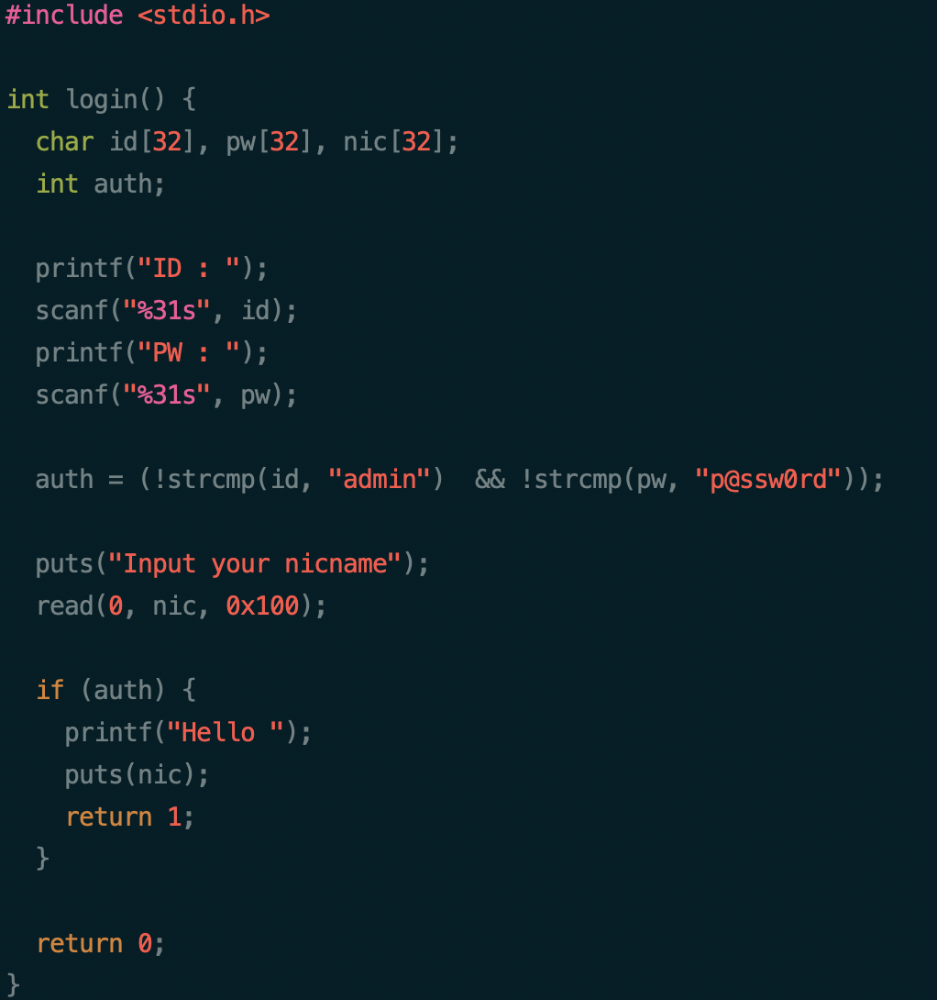 #include <stdio.h>
int login() {
char id[32], pw[32], nic[32];
int auth;
printf("ID : ");
scanf("%31s", id);
printf("PW : ");
scanf("%31s", pw);
auth = (!strcmp(id, "admin")  && !strcmp(pw, "p@ssw0rd"));
puts("Input your nicname");
read(0, nic, 0x100);
if (auth) {
printf("Hello ");
puts(nic);
return 1;
}
return 0;
}